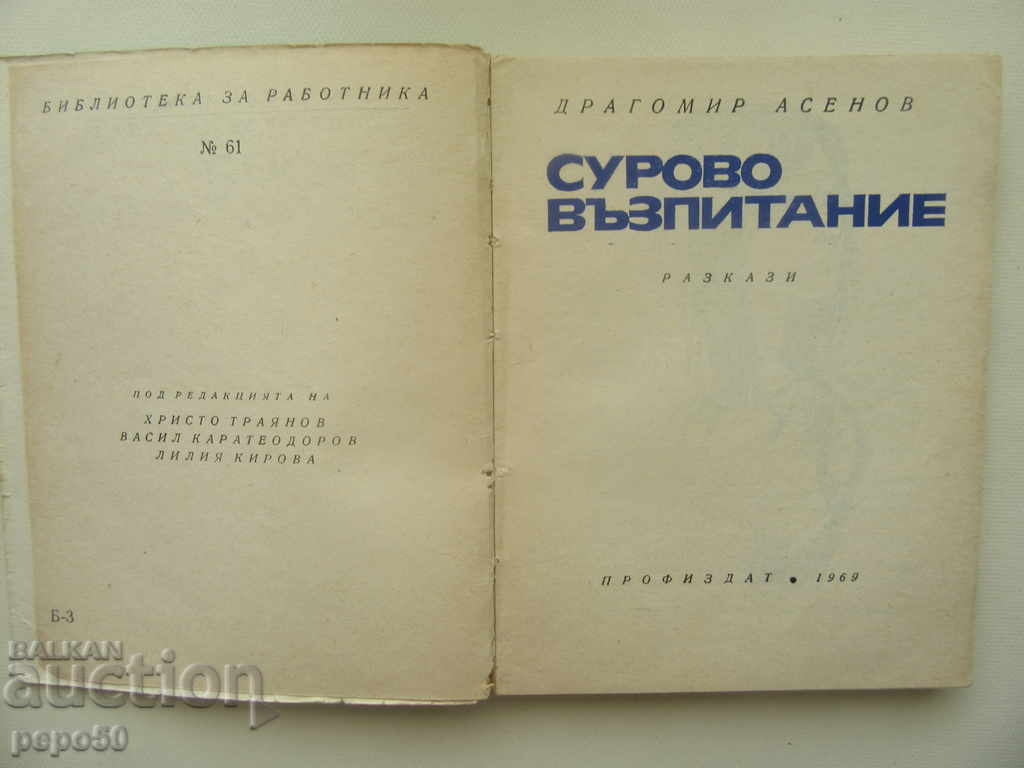 БИБЛИОТЕКА ЗА РАБОТНИКА
№ 61
ПОД РЕДАКЦИЯТА НА
ХРИСТО ТРАЯНОВ
ВАСИЛ КАРАТЕОДОРОВ
ЛИЛИЯ КИРОВА
Б-3
ДРАГОМИР АСЕНОВ
СУРОВО
ВЪЗПИТАНИЕ
РАЗКАЗИ
ПРОФИЗДАТ • 1969
BALKAN
auction
pepo50